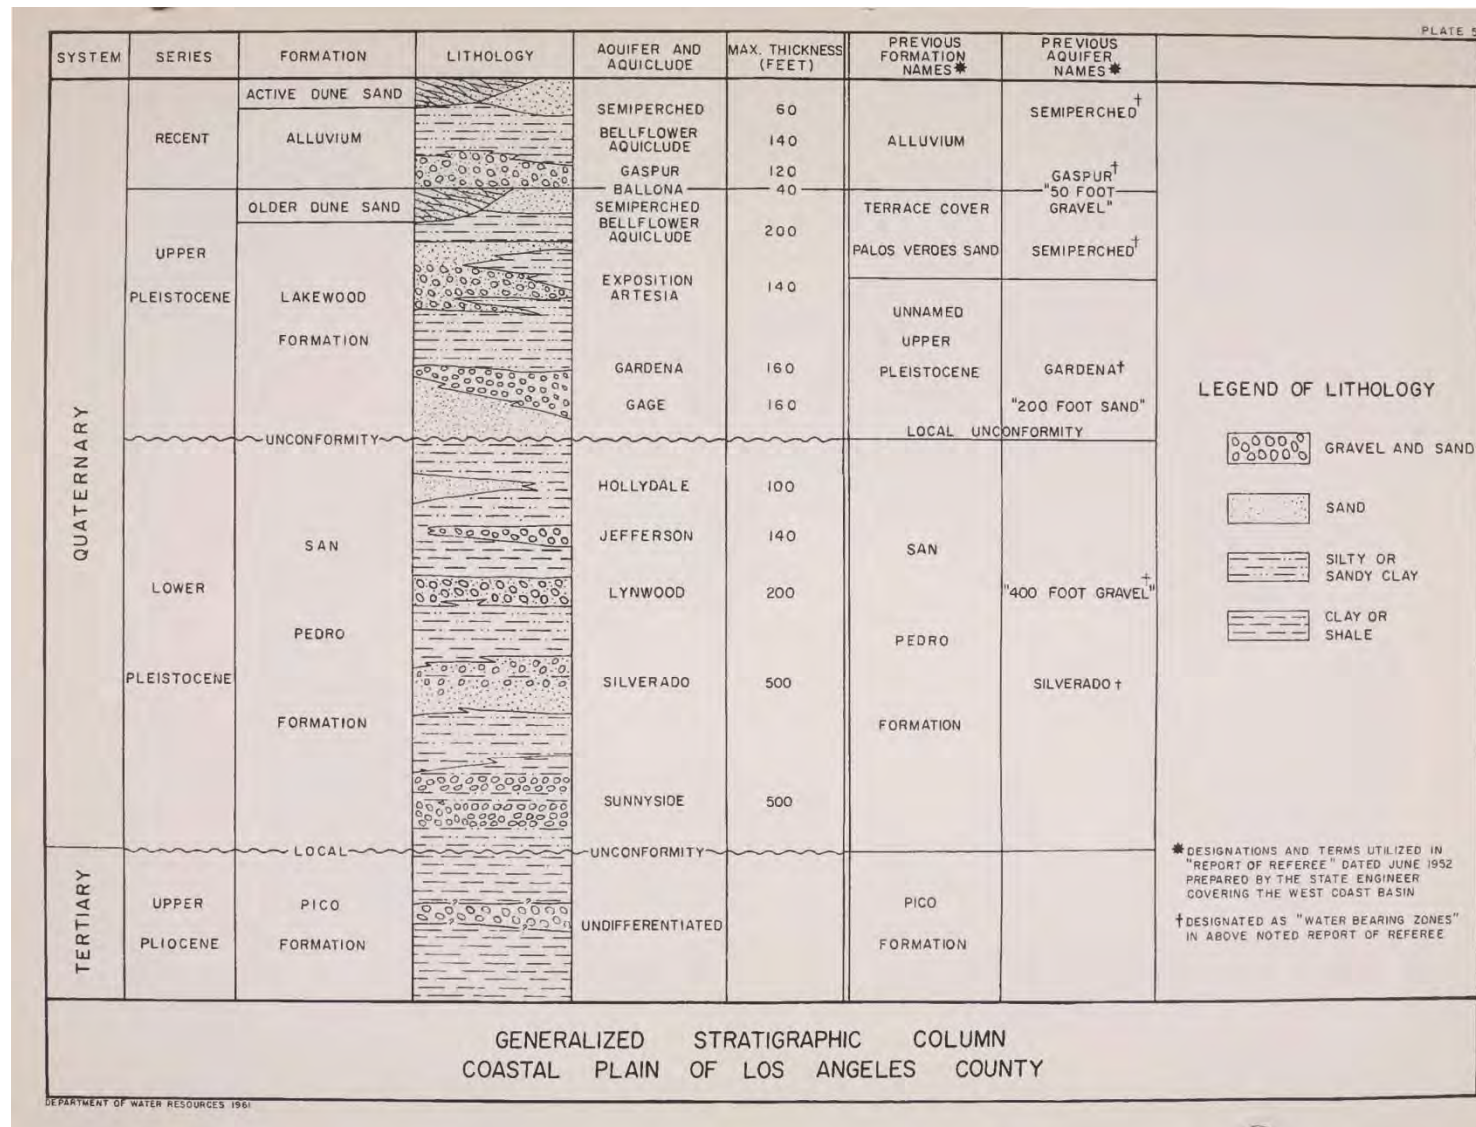 PLATE 5
SYSTEM
SERIES
FORMATION
LITHOLOGY
AQUIFER AND
AQUICLUDE
MAX. THICKNESS
(FEET)
PREVIOUS
FORMATION
NAMES✱
PREVIOUS
AQUIFER
NAMES✱
QUATERNARY
TERTIARY
RECENT
UPPER
PLEISTOCENE
LOWER
PLEISTOCENE
UPPER
PLIOCENE
ACTIVE DUNE SAND
ALLUVIUM
OLDER DUNE SAND
LAKEWOOD
FORMATION
UNCONFORMITY
SAN
PEDRO
FORMATION
LOCAL
PICO
FORMATION
SEMIPERCHED
BELLFLOWER
AQUICLUDE
GASPUR
BALLONA
SEMIPERCHED
BELLFLOWER
AQUICLUDE
EXPOSITION
ARTESIA
GARDENA
GAGE
HOLLYDALE
JEFFERSON
LYNWOOD
SILVERADO
SUNNYSIDE
UNCONFORMITY
UNDIFFERENTIATED
60
140
120
40
200
140
160
160
100
140
200
500
500
ALLUVIUM
TERRACE COVER
PALOS VERDES SAND
UNNAMED
UPPER
PLEISTOCENE
LOCAL UNCONFORMITY
SAN
PEDRO
FORMATION
PICO
FORMATION
SEMIPERCHED†
GASPUR†
"50 FOOT
GRAVEL"
SEMIPERCHED†
GARDENA†
"200 FOOT SAND"
"400 FOOT GRAVEL"†
SILVERADO †
LEGEND OF LITHOLOGY
GRAVEL AND SAND
SAND
SILTY OR
SANDY CLAY
CLAY OR
SHALE
✱DESIGNATIONS AND TERMS UTILIZED IN
"REPORT OF REFEREE" DATED JUNE 1952
PREPARED BY THE STATE ENGINEER
COVERING THE WEST COAST BASIN
†DESIGNATED AS "WATER BEARING ZONES"
IN ABOVE NOTED REPORT OF REFEREE
GENERALIZED STRATIGRAPHIC COLUMN
COASTAL PLAIN OF LOS ANGELES COUNTY
DEPARTMENT OF WATER RESOURCES 1961